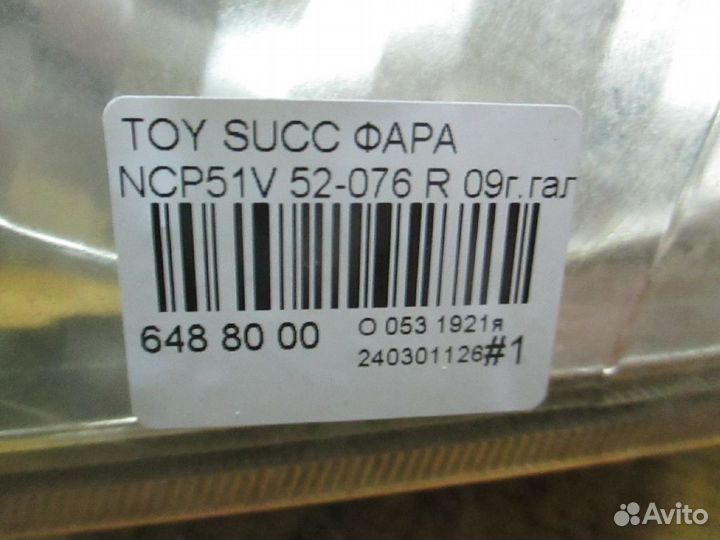 TOY SUCC ФАРА
NCP51V 52-076 R 09г.гал
648 80 00
О 053 1921я
240301126#1
Avito